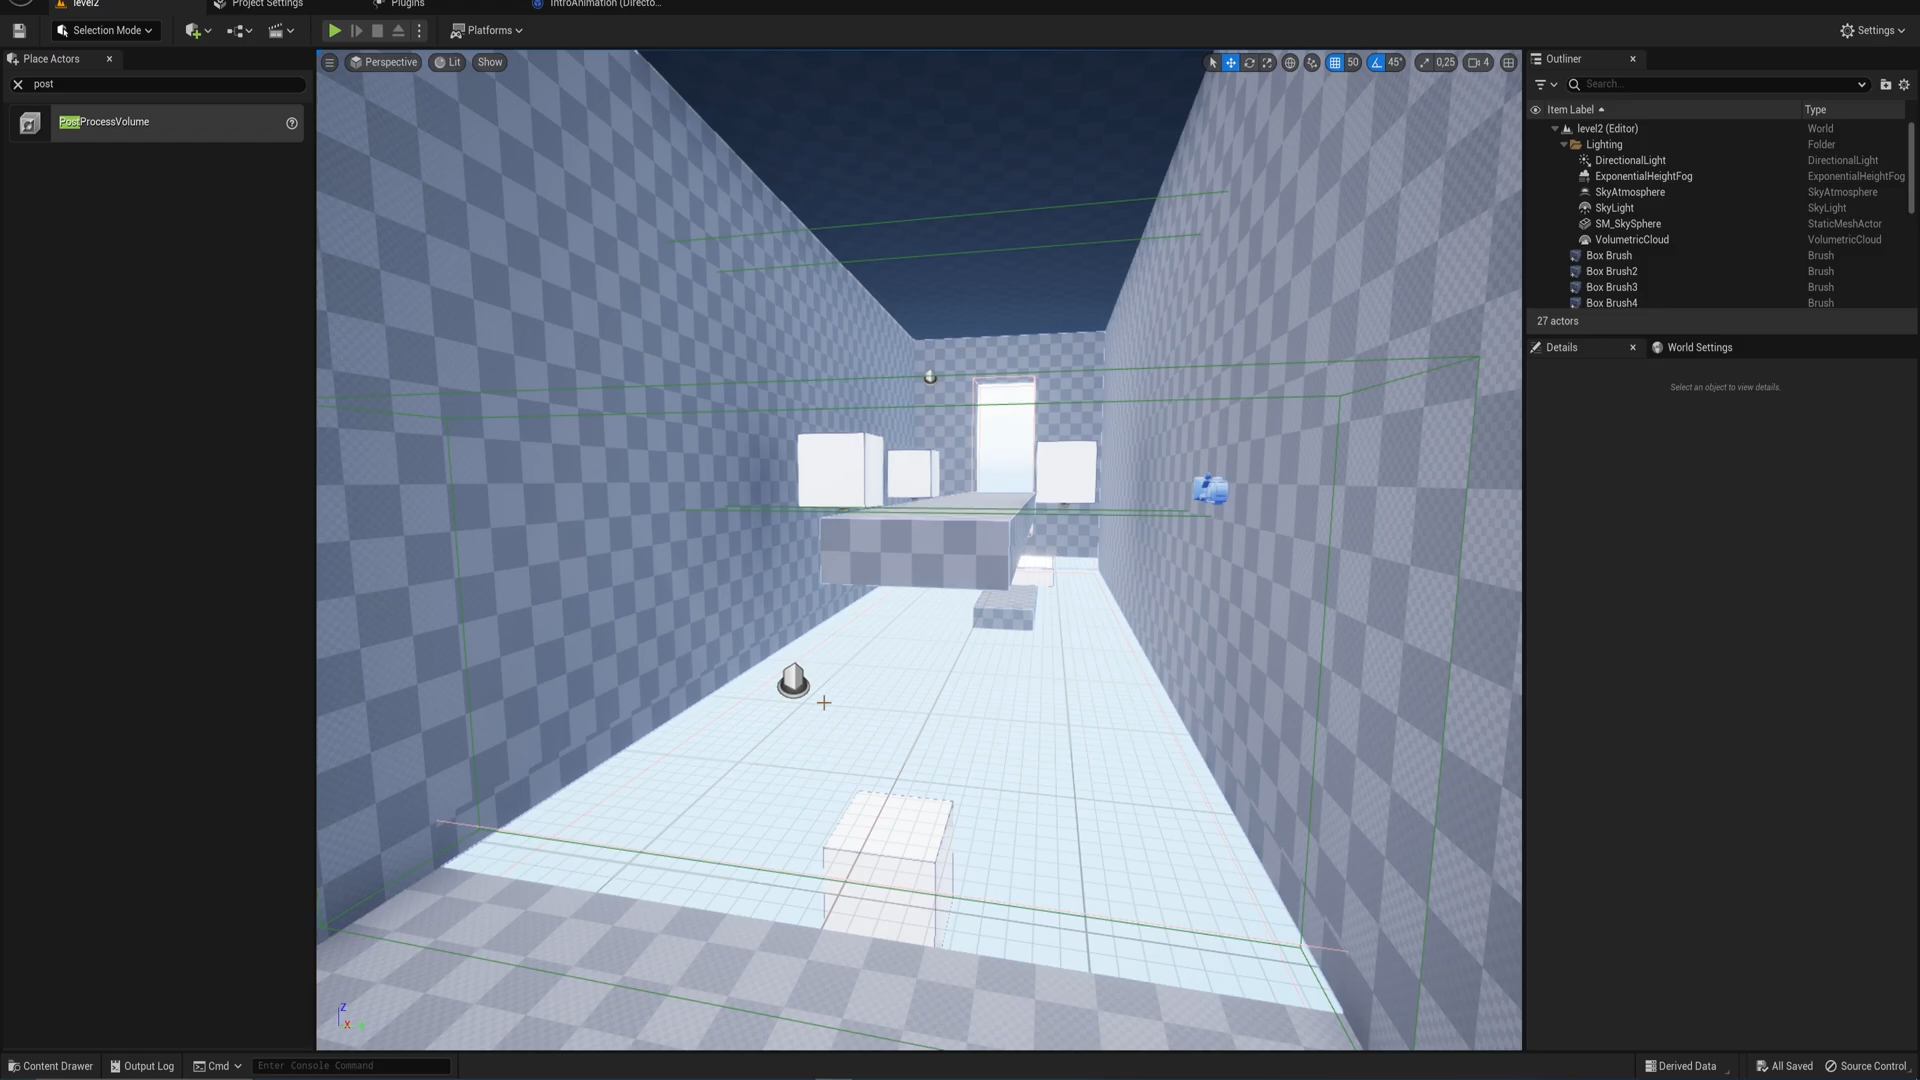 level2
Project Settings
Plugins
IntroAnimation (Directo...
Selection Mode
Platforms
Settings
Place Actors
post
PostProcessVolume
Perspective
Lit
Show
50
45°
0,25
4
Outliner
Search...
Item Label
Type
level2 (Editor)
World
Lighting
Folder
DirectionalLight
DirectionalLight
ExponentialHeightFog
ExponentialHeightFog
SkyAtmosphere
SkyAtmosphere
SkyLight
SkyLight
SM_SkySphere
StaticMeshActor
VolumetricCloud
VolumetricCloud
Box Brush
Brush
Box Brush2
Brush
Box Brush3
Brush
Box Brush4
Brush
27 actors
Details
World Settings
Select an object to view details.
Z
X
Content Drawer
Output Log
Cmd
Enter Console Command
Derived Data
All Saved
Source Control